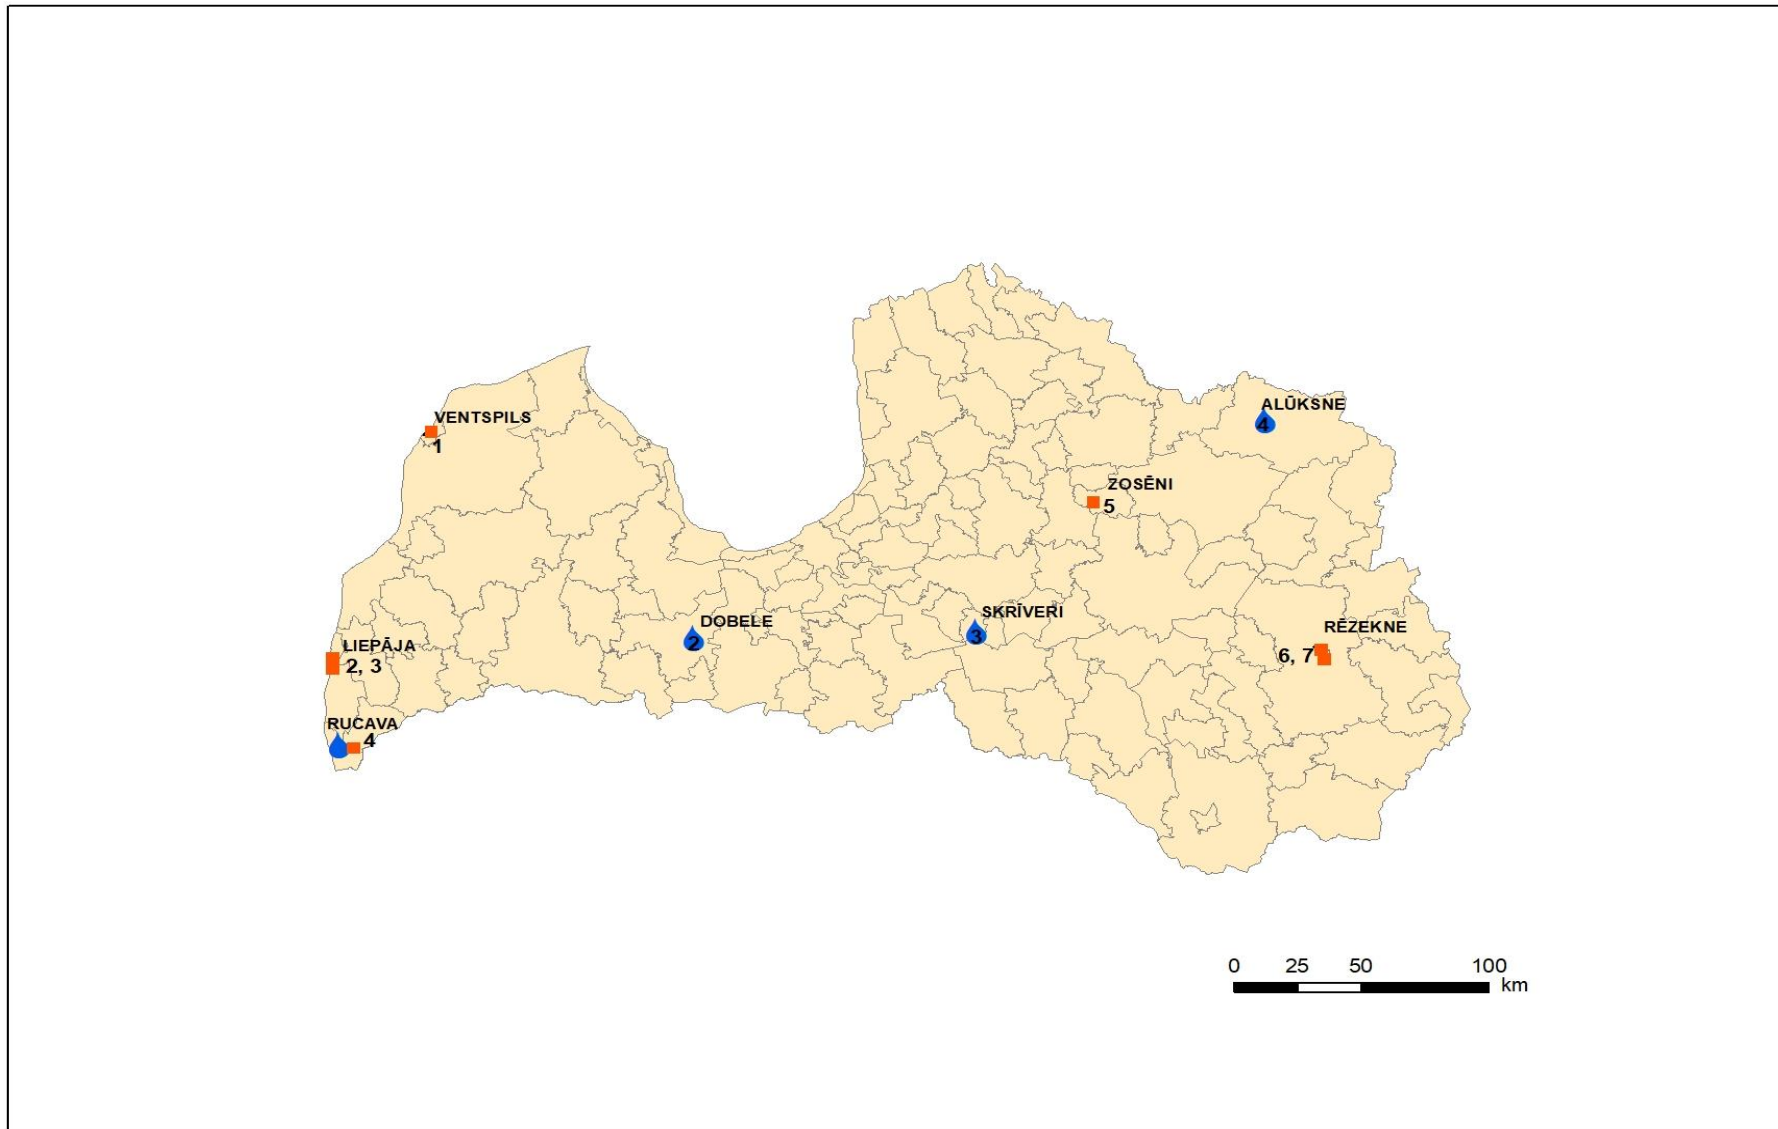 ALŪKSNE
4
VENTSPILS
1
ZOSĒNI
5
SKRĪVERI
3
DOBELE
2
RĒZEKNE
6, 7
LIEPĀJA
2, 3
RUCAVA
4
0 25 50 100
km